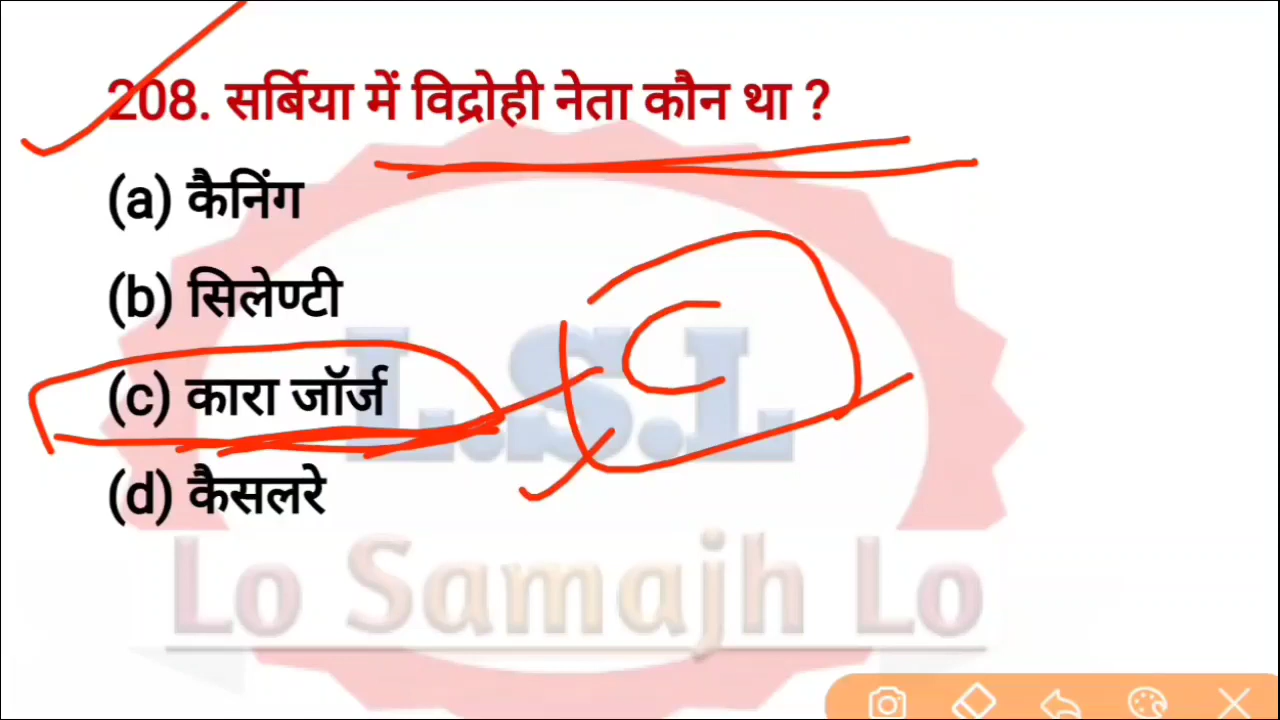 208. सर्बिया में विद्रोही नेता कौन था ?
(a) कैनिंग
(b) सिलेण्टी
(c) कारा जॉर्ज
C
(d) कैसलरे
L.S.L
Lo Samajh Lo